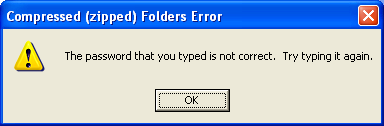 Compressed (zipped) Folders Error
The password that you typed is not correct.  Try typing it again.
OK